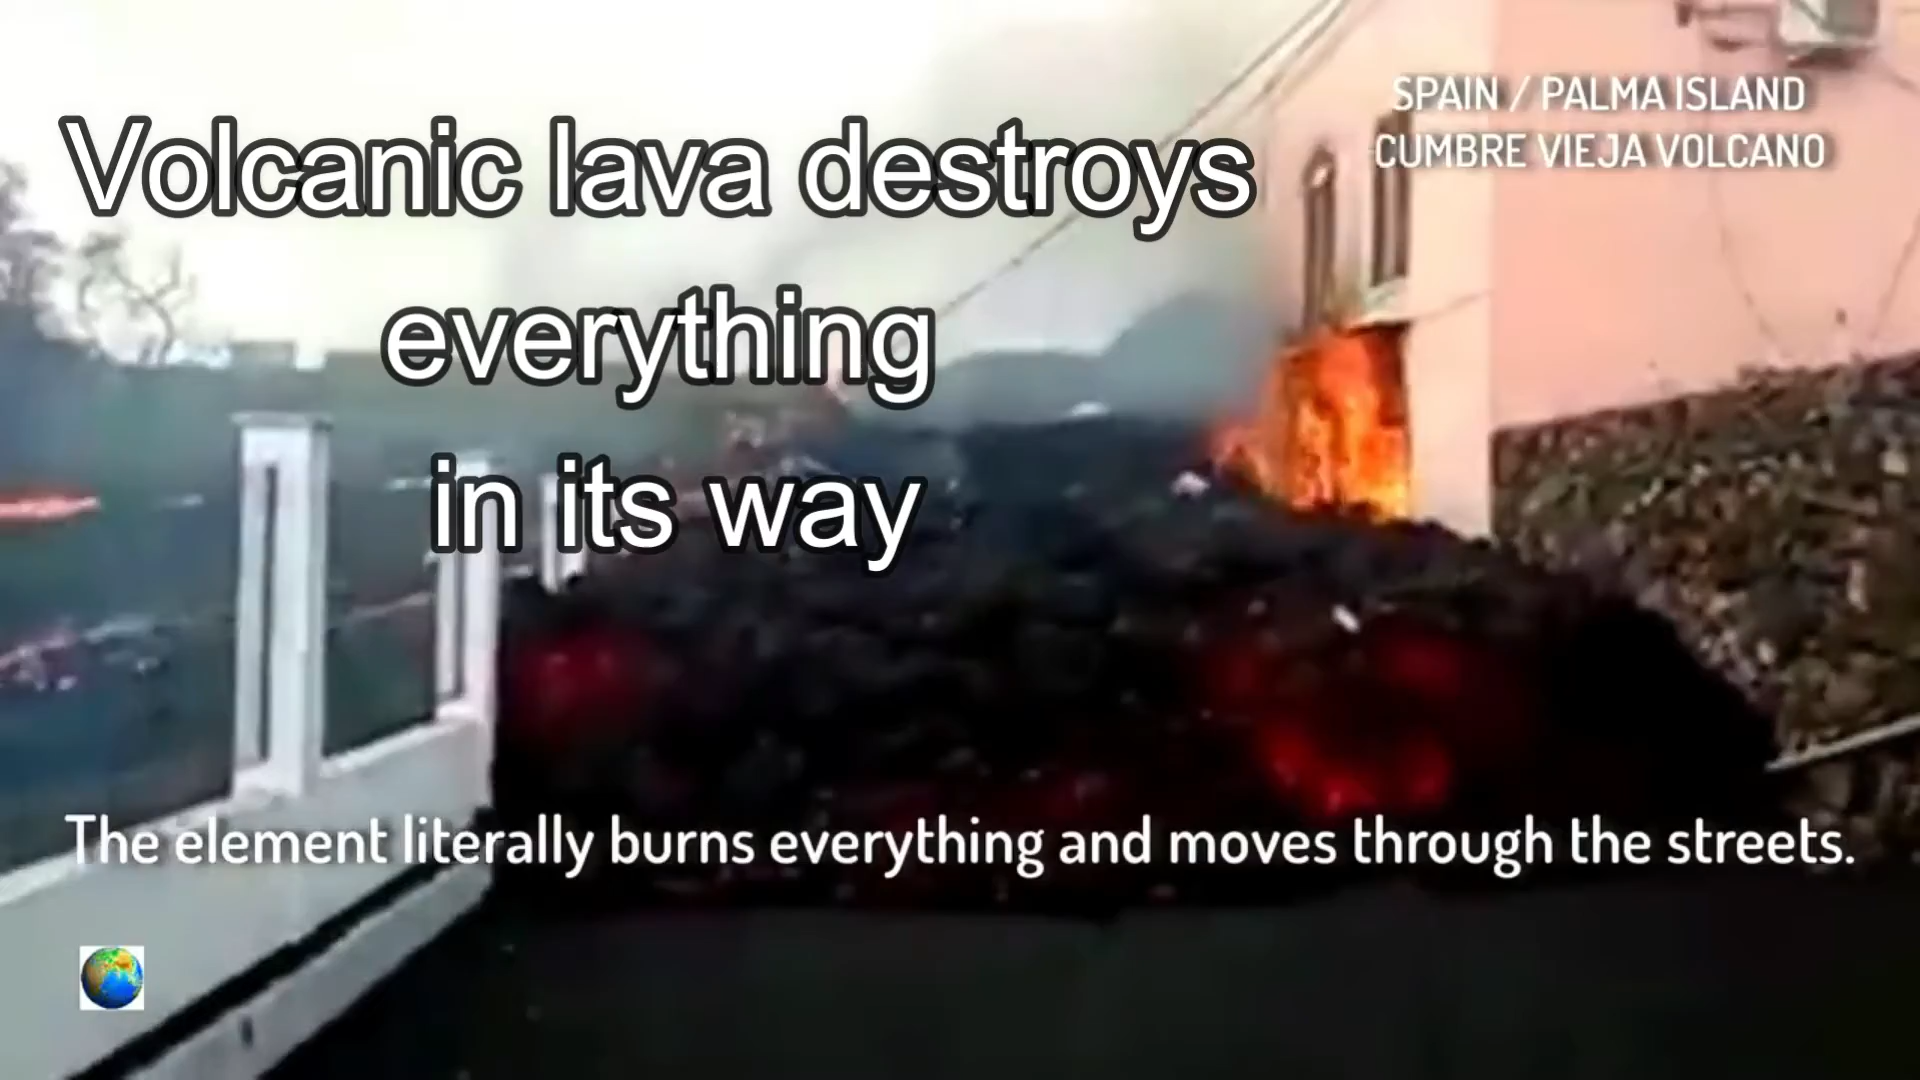 SPAIN / PALMA ISLAND
CUMBRE VIEJA VOLCANO
Volcanic lava destroys
everything
in its way
The element literally burns everything and moves through the streets.